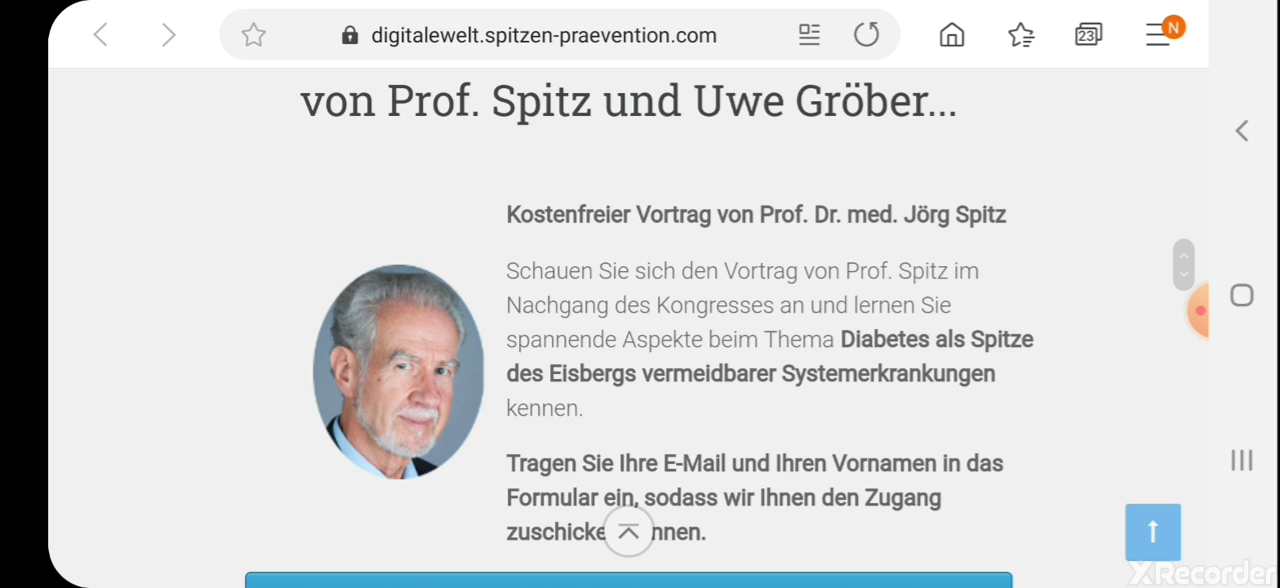 digitalewelt.spitzen-praevention.com
23
N
von Prof. Spitz und Uwe Gröber...
Kostenfreier Vortrag von Prof. Dr. med. Jörg Spitz
Schauen Sie sich den Vortrag von Prof. Spitz im
Nachgang des Kongresses an und lernen Sie
spannende Aspekte beim Thema Diabetes als Spitze
des Eisbergs vermeidbarer Systemerkrankungen
kennen.
Tragen Sie Ihre E-Mail und Ihren Vornamen in das
Formular ein, sodass wir Ihnen den Zugang
XRecorder